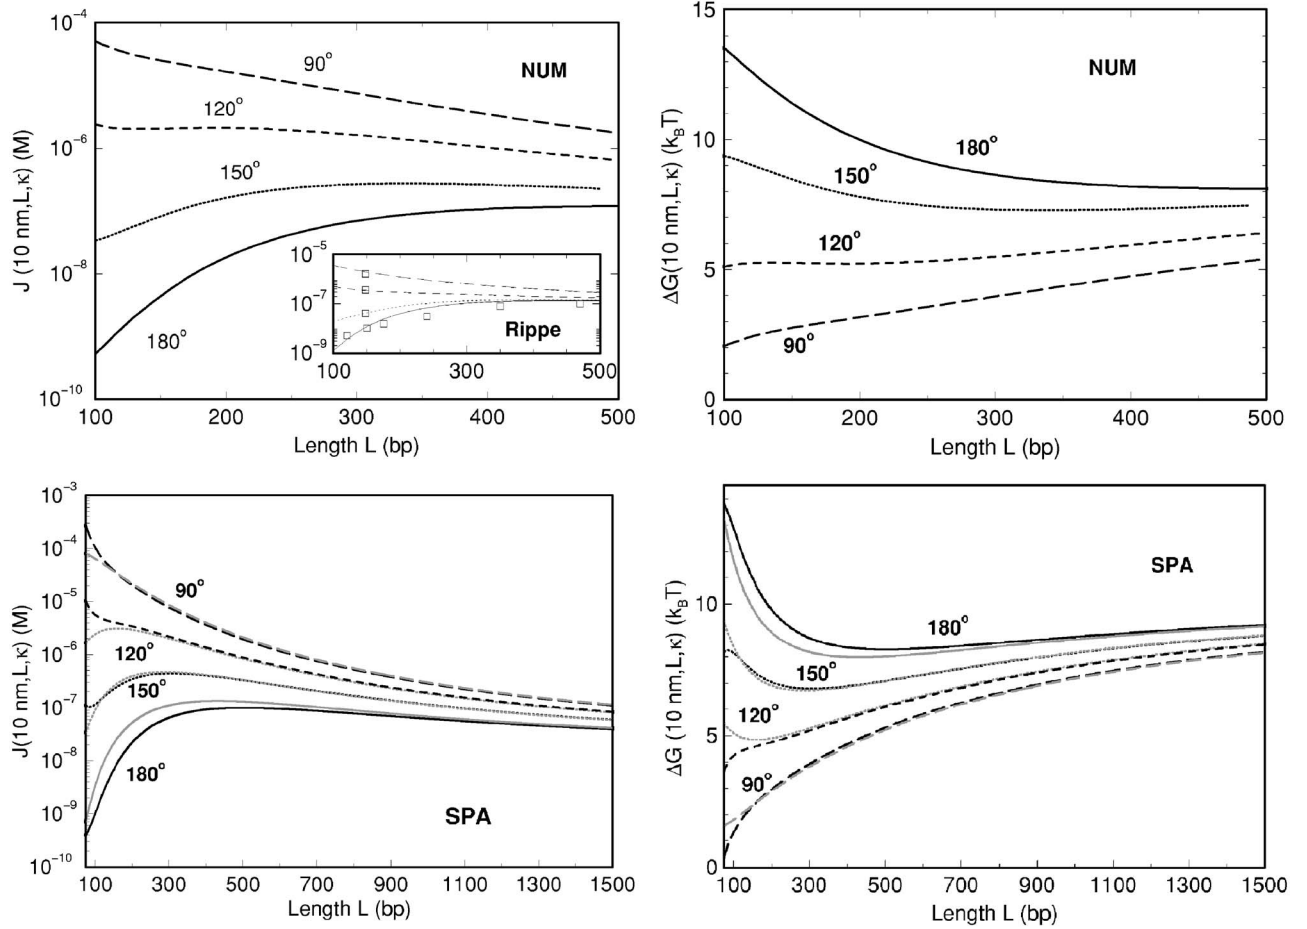 10⁻⁴
10⁻⁶
10⁻⁸
10⁻¹⁰
J (10 nm,L,κ) (M)
90°
NUM
120°
150°
180°
10⁻⁵
10⁻⁷
10⁻⁹
Rippe
100 300 500
100 200 300 400 500
Length L (bp)
15
10
5
0
ΔG(10 nm,L,κ) (k_BT)
NUM
180°
150°
120°
90°
100 200 300 400 500
Length L (bp)
10⁻³
10⁻⁴
10⁻⁵
10⁻⁶
10⁻⁷
10⁻⁸
10⁻⁹
10⁻¹⁰
J(10 nm,L,κ) (M)
90°
120°
150°
180°
SPA
100 300 500 700 900 1100 1300 1500
Length L (bp)
10
5
0
ΔG (10 nm,L,κ) (k_BT)
SPA
180°
150°
120°
90°
100 300 500 700 900 1100 1300 1500
Length L (bp)